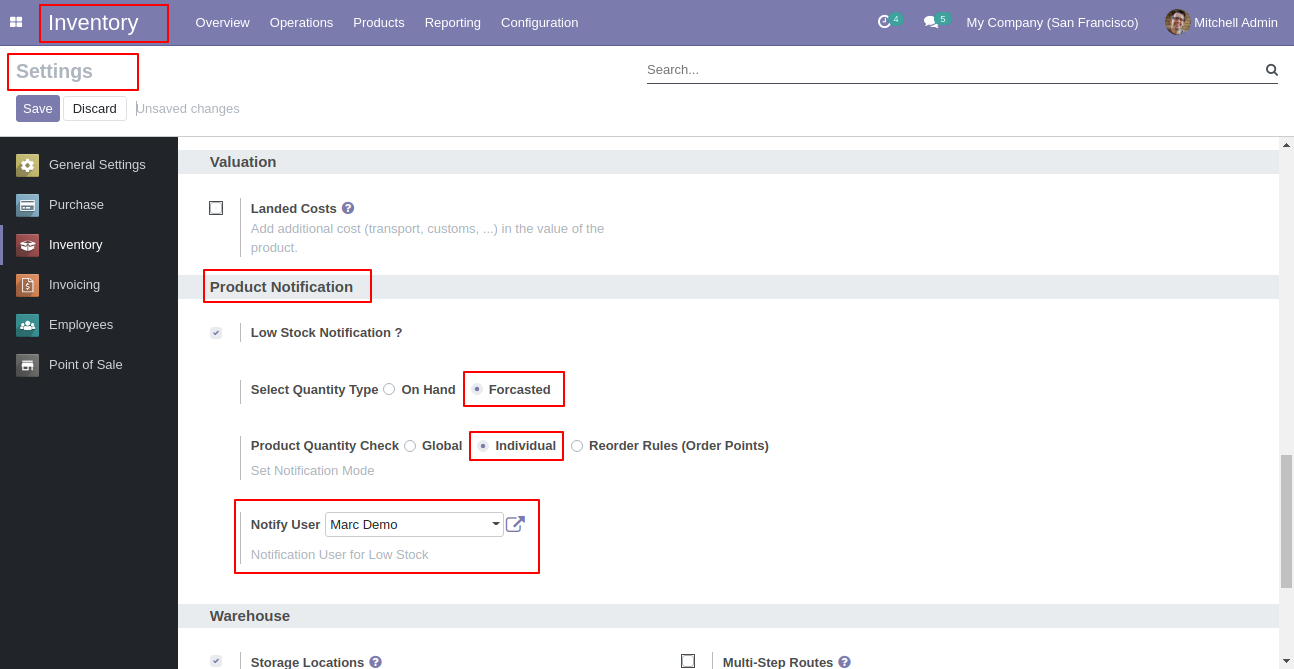 Inventory Overview Operations Products Reporting Configuration 4 5 My Company (San Francisco) Mitchell Admin
Settings Search...
Save Discard Unsaved changes
General Settings
Purchase
Inventory
Invoicing
Employees
Point of Sale
Valuation
Landed Costs ?
Add additional cost (transport, customs, ...) in the value of the
product.
Product Notification
Low Stock Notification ?
Select Quantity Type On Hand Forcasted
Product Quantity Check Global Individual Reorder Rules (Order Points)
Set Notification Mode
Notify User Marc Demo
Notification User for Low Stock
Warehouse
Storage Locations ? Multi-Step Routes ?